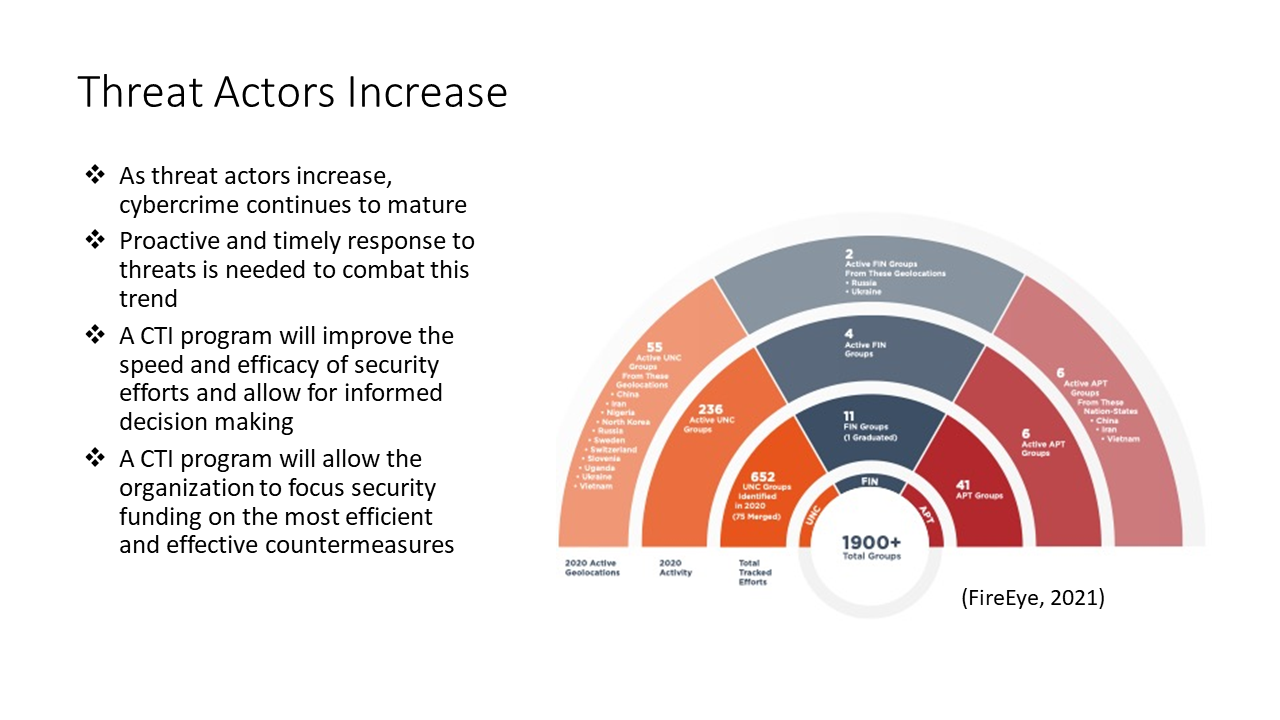 Threat Actors Increase
❖ As threat actors increase,
cybercrime continues to mature
❖ Proactive and timely response to
threats is needed to combat this
trend
❖ A CTI program will improve the
speed and efficacy of security
efforts and allow for informed
decision making
❖ A CTI program will allow the
organization to focus security
funding on the most efficient
and effective countermeasures
2
Active FIN Groups
From These Geolocations
• Russia
• Ukraine
4
Active FIN
Groups
11
FIN Groups
(1 Graduated)
FIN
55
Active UNC
Groups
From These
Geolocations
• China
• Iran
• Nigeria
• North Korea
• Russia
• Sweden
• Switzerland
• Slovenia
• Uganda
• Ukraine
• Vietnam
236
Active UNC
Groups
652
UNC Groups
Identified
in 2020
(75 Merged)
UNC
6
Active APT
Groups
From These
Nation-States
• China
• Iran
• Vietnam
6
Active APT
Groups
41
APT Groups
APT
1900+
Total Groups
2020 Active
Geolocations
2020
Activity
Total
Tracked
Efforts
(FireEye, 2021)